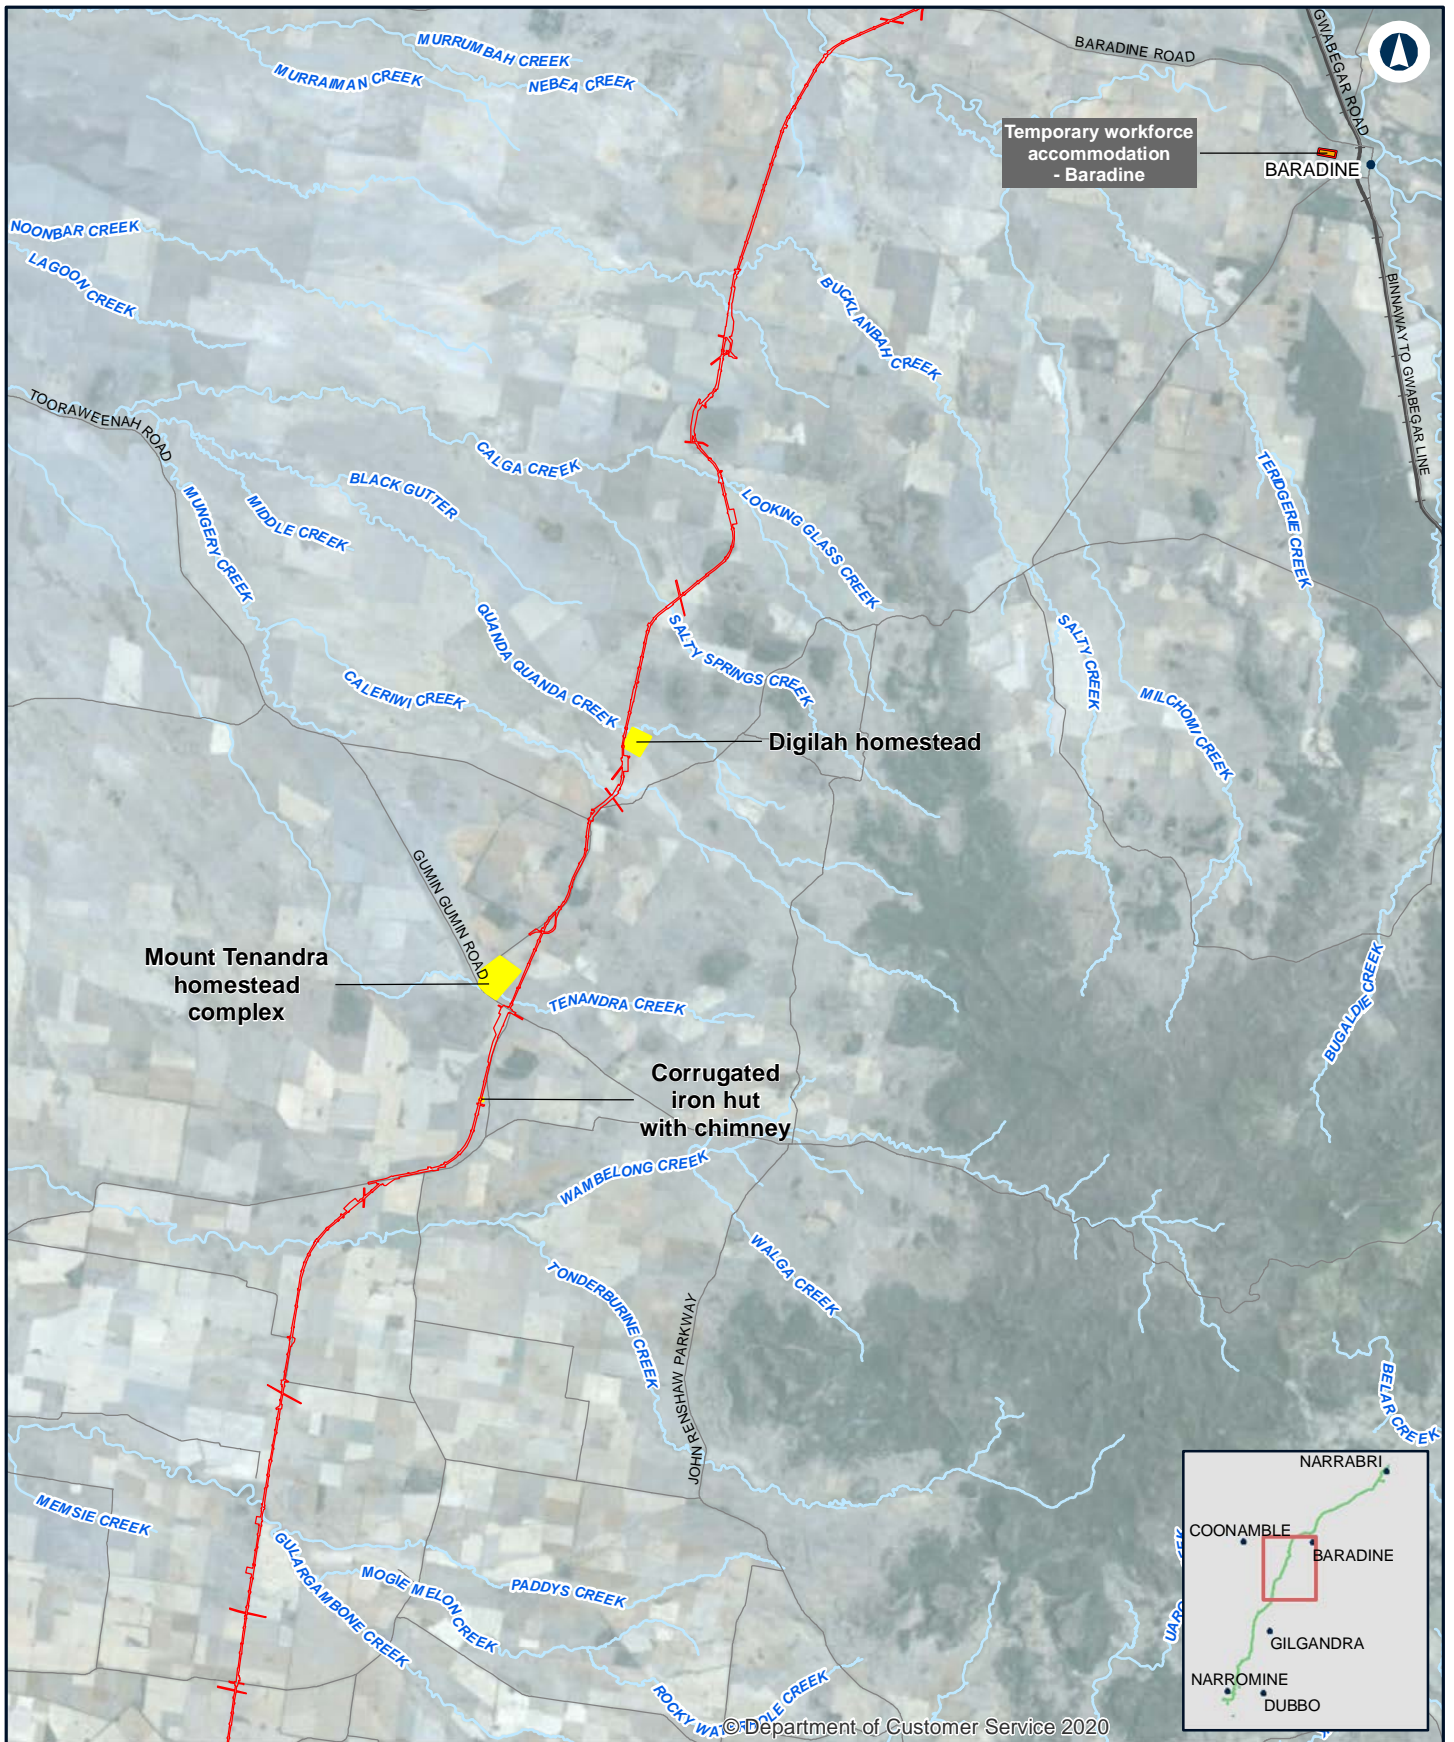 MURRUMBAH CREEK
MURRAIMAN CREEK
NEBEA CREEK
BARADINE ROAD
GWABEGAR ROAD
Temporary workforce
accommodation
- Baradine
BARADINE
NOONBAR CREEK
LAGOON CREEK
BUCKLANBAH CREEK
BINNAWAY TO GWABEGAR LINE
TOORAWEENAH ROAD
CALGA CREEK
BLACK GUTTER
MIDDLE CREEK
MUNGERY CREEK
LOOKING GLASS CREEK
TERIDGERIE CREEK
QUANDA QUANDA CREEK
SALTY SPRINGS CREEK
SALTY CREEK
CALERIWI CREEK
MILCHOMI CREEK
Digilah homestead
GUMIN GUMIN ROAD
Mount Tenandra
homestead
complex
TENANDRA CREEK
BUGALDIE CREEK
Corrugated
iron hut
with chimney
WAMBELONG CREEK
WALGA CREEK
TONDERBURINE CREEK
JOHN RENSHAW PARKWAY
BELAR CREEK
MEMSIE CREEK
GULARGAMBONE CREEK
MOGIE MELON CREEK
PADDYS CREEK
ROCKY WATERHOLE CREEK
NARRABRI
COONAMBLE
BARADINE
GILGANDRA
NARROMINE
DUBBO
© Department of Customer Service 2020